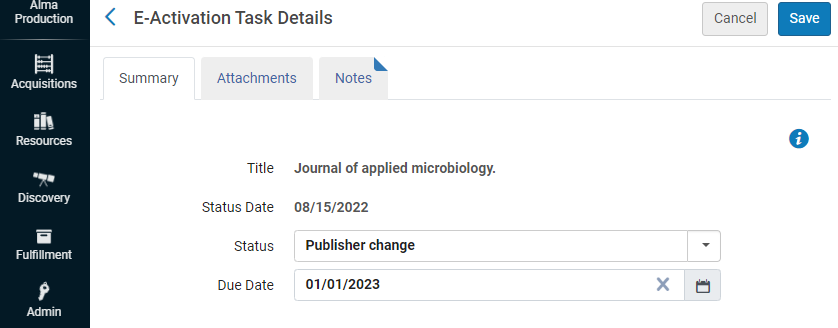 Alma
Production
E-Activation Task Details
Cancel
Save
Acquisitions
Resources
Discovery
Fulfillment
Admin
Summary
Attachments
Notes
Title Journal of applied microbiology.
Status Date 08/15/2022
Status Publisher change
Due Date 01/01/2023